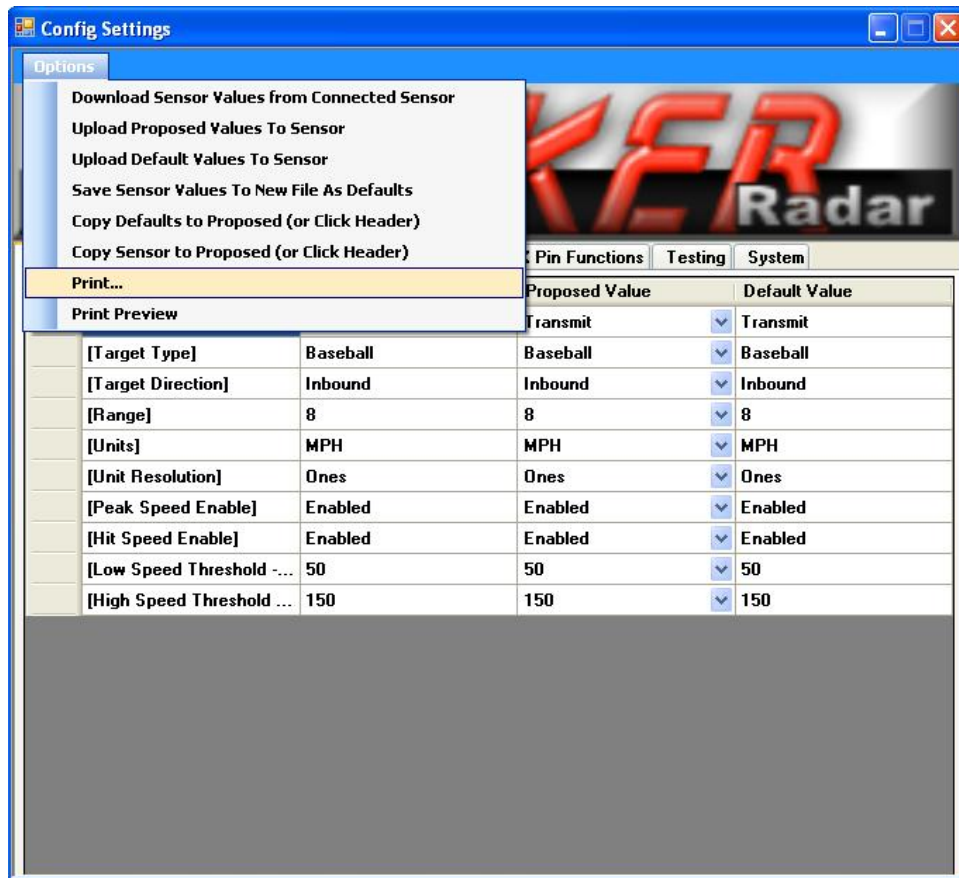 Config Settings
Options
Download Sensor Values from Connected Sensor
Upload Proposed Values To Sensor
Upload Default Values To Sensor
Save Sensor Values To New File As Defaults
Copy Defaults to Proposed (or Click Header)
Copy Sensor to Proposed (or Click Header)
Print...
Print Preview
KER
Radar
Pin Functions Testing System
Proposed Value Default Value
Transmit Transmit
[Target Type] Baseball Baseball Baseball
[Target Direction] Inbound Inbound Inbound
[Range] 8 8 8
[Units] MPH MPH MPH
[Unit Resolution] Ones Ones Ones
[Peak Speed Enable] Enabled Enabled Enabled
[Hit Speed Enable] Enabled Enabled Enabled
[Low Speed Threshold -... 50 50 50
[High Speed Threshold ... 150 150 150